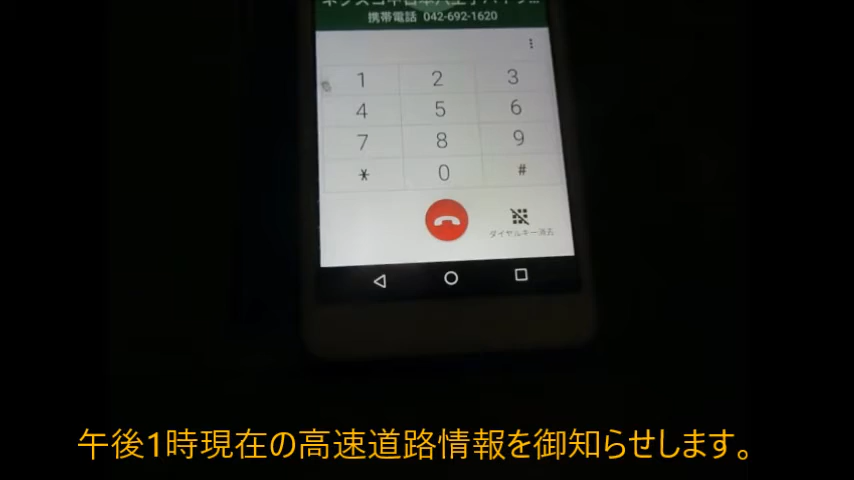 携帯電話 042-692-1620
1 2 3
4 5 6
7 8 9
* 0 #
ダイヤルキー消去
午後1時現在の高速道路情報を御知らせします。